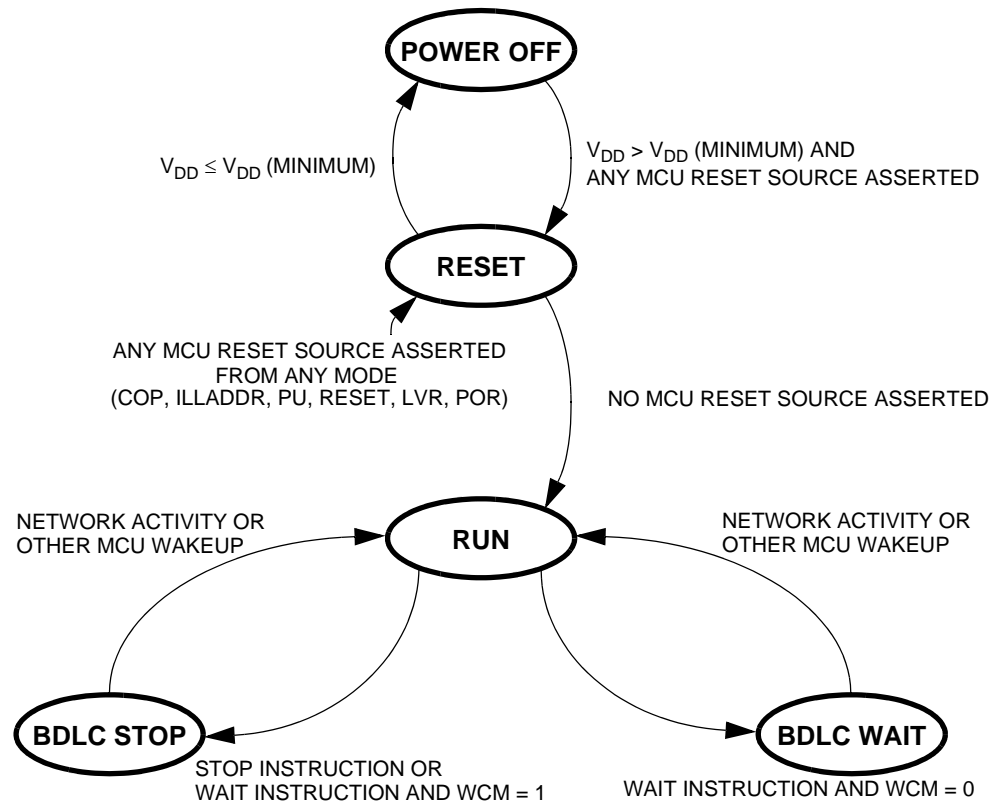 POWER OFF
V_DD ≤ V_DD (MINIMUM)
V_DD > V_DD (MINIMUM) AND
ANY MCU RESET SOURCE ASSERTED
RESET
ANY MCU RESET SOURCE ASSERTED
FROM ANY MODE
(COP, ILLADDR, PU, RESET, LVR, POR)
NO MCU RESET SOURCE ASSERTED
NETWORK ACTIVITY OR
OTHER MCU WAKEUP
RUN
NETWORK ACTIVITY OR
OTHER MCU WAKEUP
BDLC STOP
BDLC WAIT
STOP INSTRUCTION OR
WAIT INSTRUCTION AND WCM = 1
WAIT INSTRUCTION AND WCM = 0